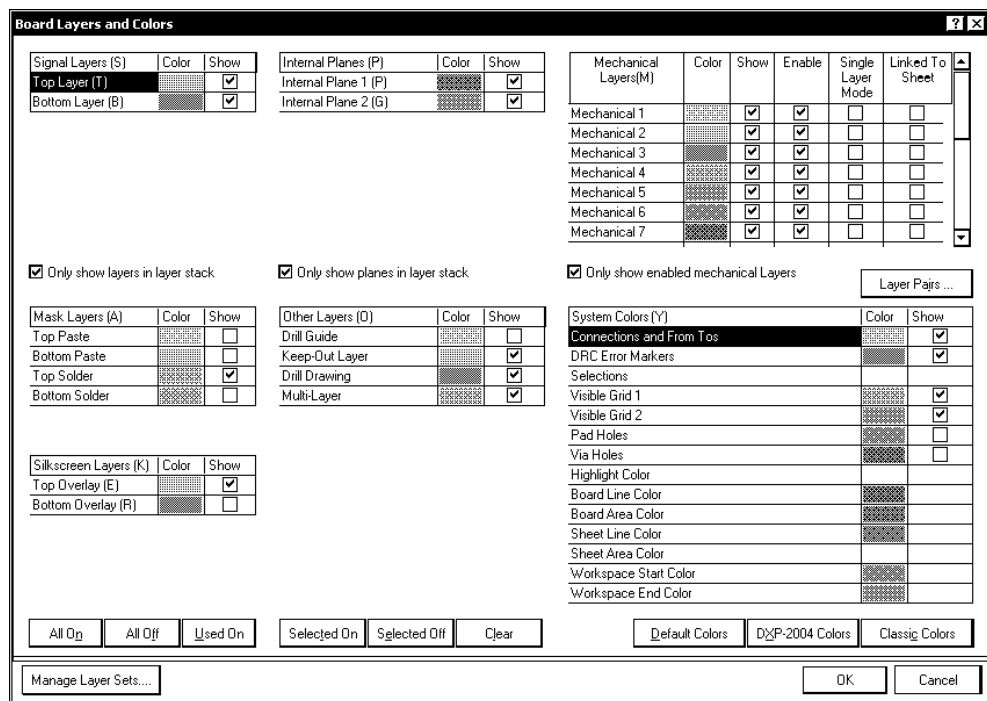 Board Layers and Colors
Signal Layers (S) Color Show
Top Layer (T)
Bottom Layer (B)
Internal Planes (P) Color Show
Internal Plane 1 (P)
Internal Plane 2 (G)
Mechanical Layers(M) Color Show Enable Single Layer Mode Linked To Sheet
Mechanical 1
Mechanical 2
Mechanical 3
Mechanical 4
Mechanical 5
Mechanical 6
Mechanical 7
Only show layers in layer stack
Only show planes in layer stack
Only show enabled mechanical Layers
Layer Pairs ...
Mask Layers (A) Color Show
Top Paste
Bottom Paste
Top Solder
Bottom Solder
Other Layers (O) Color Show
Drill Guide
Keep-Out Layer
Drill Drawing
Multi-Layer
System Colors (Y) Color Show
Connections and From Tos
DRC Error Markers
Selections
Visible Grid 1
Visible Grid 2
Pad Holes
Via Holes
Highlight Color
Board Line Color
Board Area Color
Sheet Line Color
Sheet Area Color
Workspace Start Color
Workspace End Color
Silkscreen Layers (K) Color Show
Top Overlay (E)
Bottom Overlay (R)
All On All Off Used On Selected On Selected Off Clear Default Colors DXP-2004 Colors Classic Colors
Manage Layer Sets.... OK Cancel